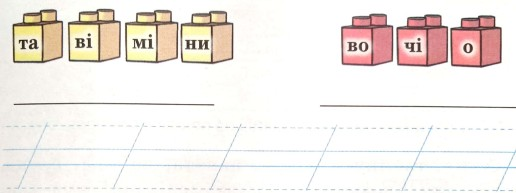 та ві мі ни
во чі о